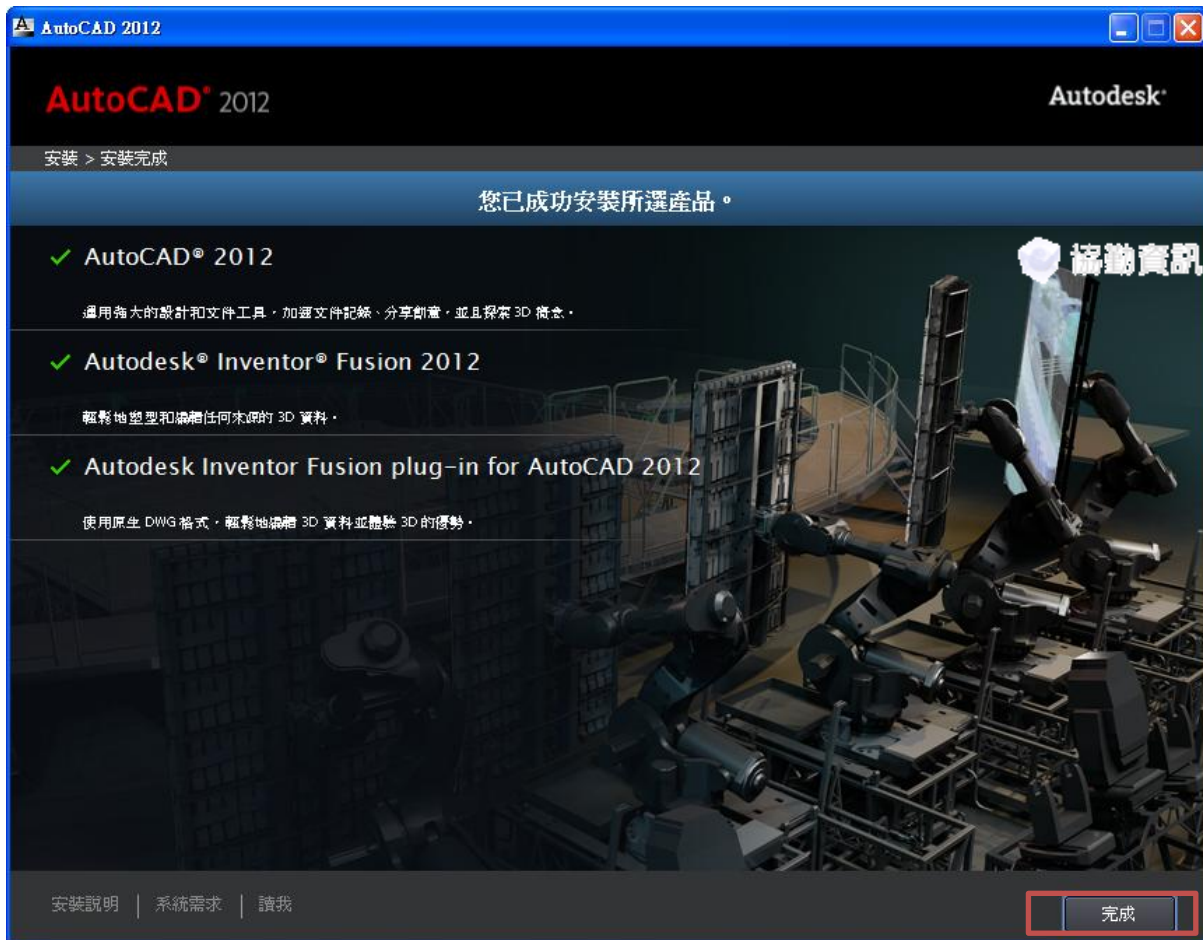 AutoCAD 2012
AutoCAD® 2012
Autodesk®
安裝 > 安裝完成
您已成功安裝所選產品。
AutoCAD® 2012
協勤資訊
運用強大的設計和文件工具，加速文件記錄、分享創意，並且探索 3D 概念。
Autodesk® Inventor® Fusion 2012
輕鬆地塑型和編輯任何來源的 3D 資料。
Autodesk Inventor Fusion plug-in for AutoCAD 2012
使用原生 DWG 格式，輕鬆地編輯 3D 資料並體驗 3D 的優勢。
安裝說明 | 系統需求 | 讀我
完成